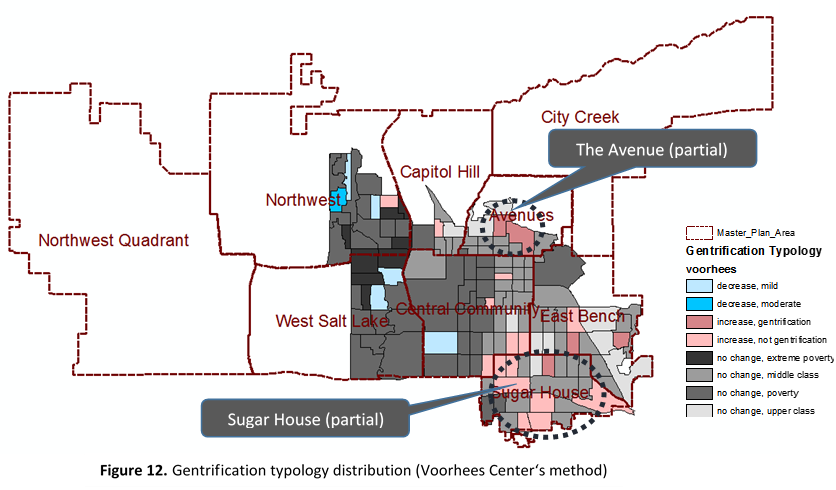 City Creek
The Avenue (partial)
Capitol Hill
Northwest
Avenues
Northwest Quadrant
Master_Plan_Area
Gentrification Typology
voorhees
decrease, mild
decrease, moderate
increase, gentrification
increase, not gentrification
no change, extreme poverty
no change, middle class
no change, poverty
no change, upper class
Central Community
East Bench
West Salt Lake
Sugar House
Sugar House (partial)
Figure 12. Gentrification typology distribution (Voorhees Center‘s method)